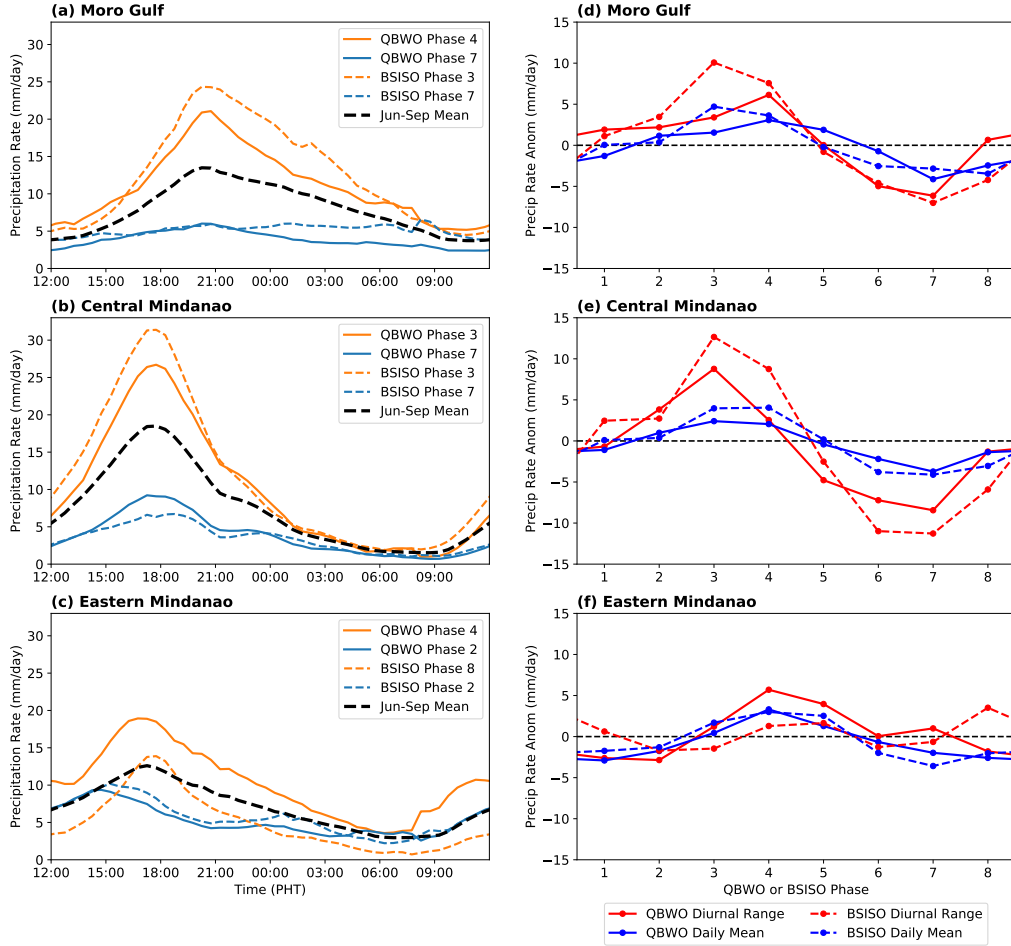 (a) Moro Gulf
Precipitation Rate (mm/day)
30
25
20
15
10
5
0
QBWO Phase 4
QBWO Phase 7
BSISO Phase 3
BSISO Phase 7
Jun-Sep Mean
12:00 15:00 18:00 21:00 00:00 03:00 06:00 09:00
(d) Moro Gulf
Precip Rate Anom (mm/day)
15
10
5
0
−5
−10
−15
1 2 3 4 5 6 7 8
(b) Central Mindanao
Precipitation Rate (mm/day)
30
25
20
15
10
5
0
QBWO Phase 3
QBWO Phase 7
BSISO Phase 3
BSISO Phase 7
Jun-Sep Mean
12:00 15:00 18:00 21:00 00:00 03:00 06:00 09:00
(e) Central Mindanao
Precip Rate Anom (mm/day)
15
10
5
0
−5
−10
−15
1 2 3 4 5 6 7 8
(c) Eastern Mindanao
Precipitation Rate (mm/day)
30
25
20
15
10
5
0
QBWO Phase 4
QBWO Phase 2
BSISO Phase 8
BSISO Phase 2
Jun-Sep Mean
12:00 15:00 18:00 21:00 00:00 03:00 06:00 09:00
Time (PHT)
(f) Eastern Mindanao
Precip Rate Anom (mm/day)
15
10
5
0
−5
−10
−15
1 2 3 4 5 6 7 8
QBWO or BSISO Phase
QBWO Diurnal Range
QBWO Daily Mean
BSISO Diurnal Range
BSISO Daily Mean